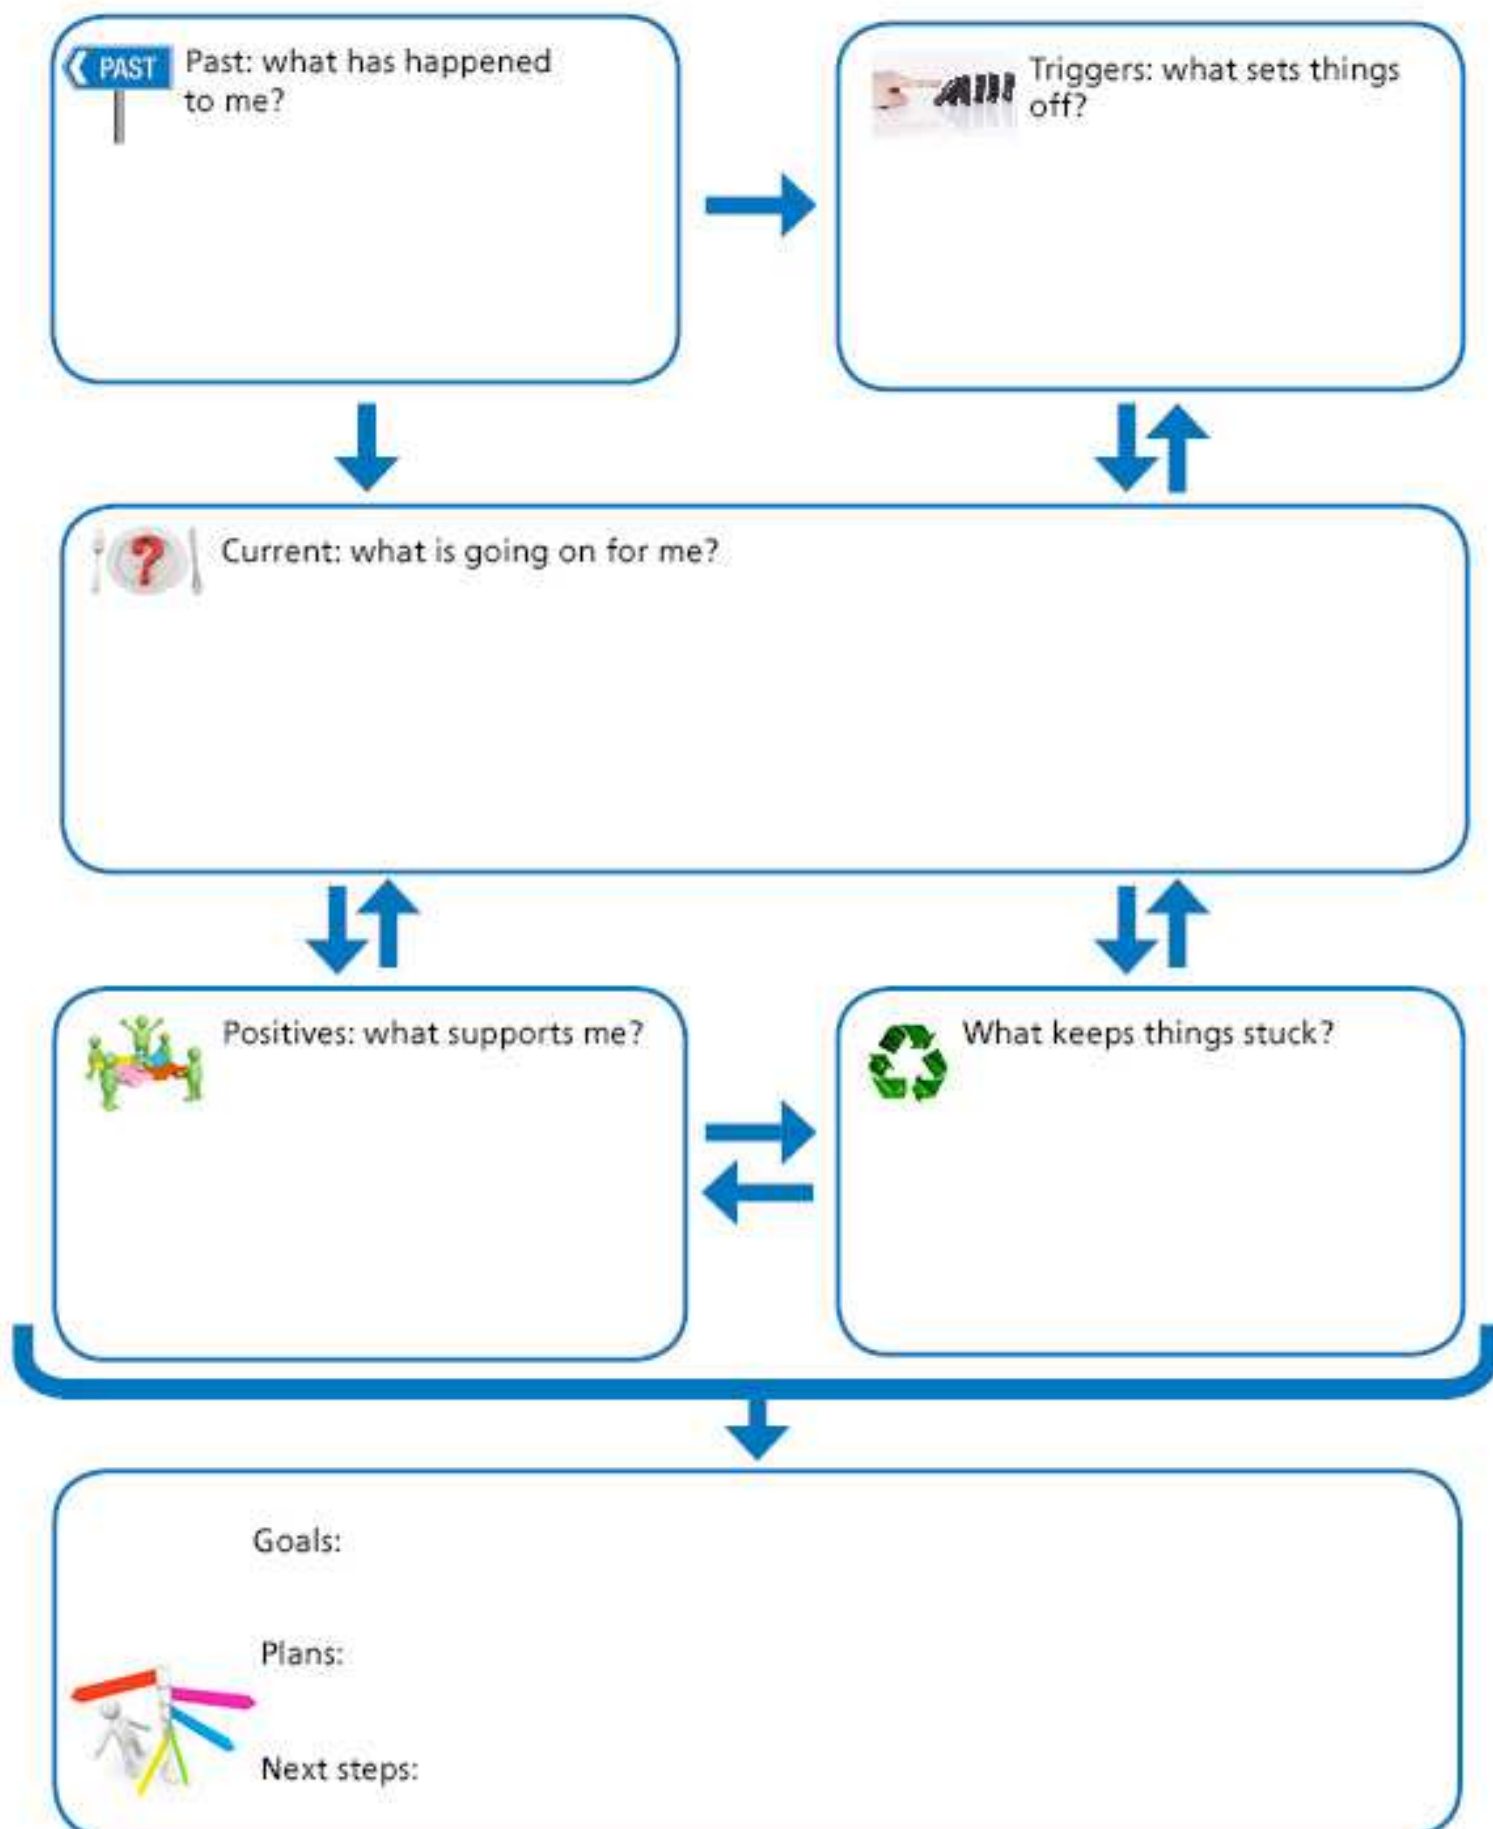 PAST
Past: what has happened
to me?
Triggers: what sets things
off?
?
Current: what is going on for me?
Positives: what supports me?
What keeps things stuck?
Goals:
Plans:
Next steps: